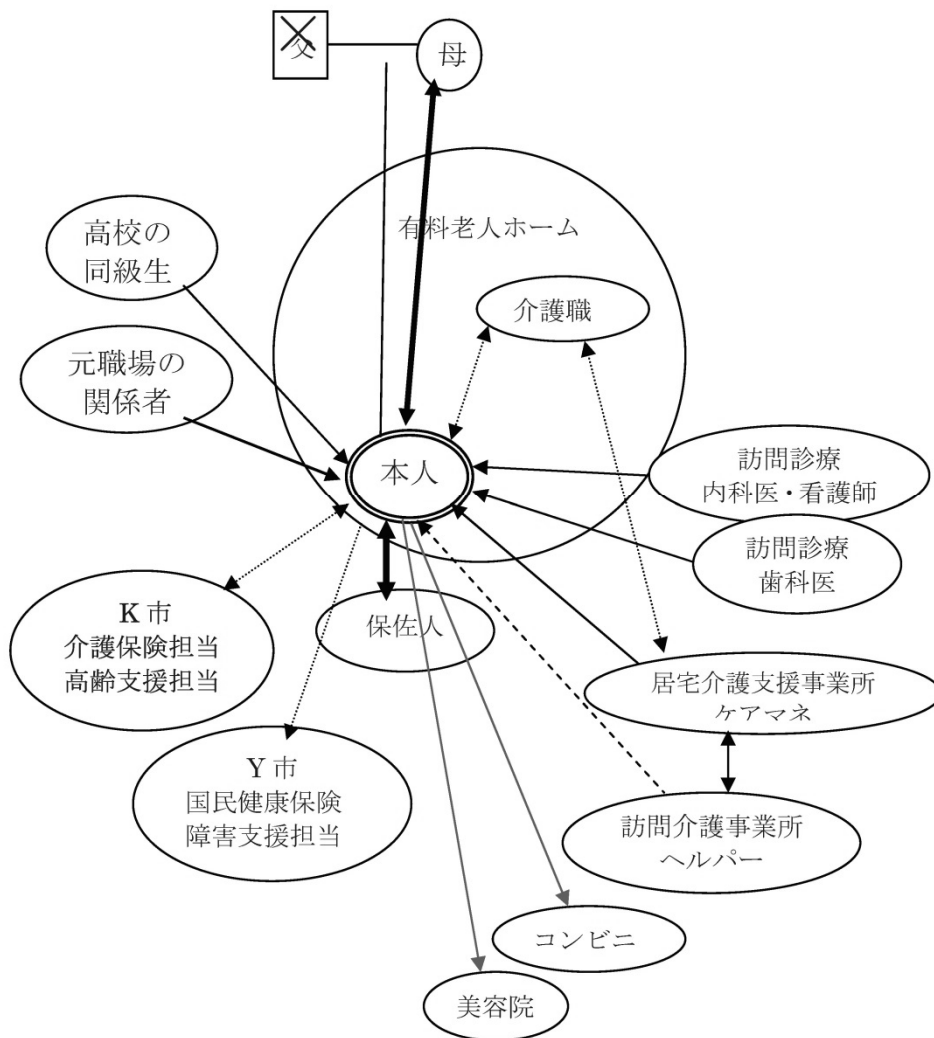 父
母
有料老人ホーム
高校の
同級生
介護職
元職場の
関係者
本人
訪問診療
内科医・看護師
訪問診療
歯科医
K 市
介護保険担当
高齢支援担当
保佐人
居宅介護支援事業所
ケアマネ
Y 市
国民健康保険
障害支援担当
訪問介護事業所
ヘルパー
コンビニ
美容院